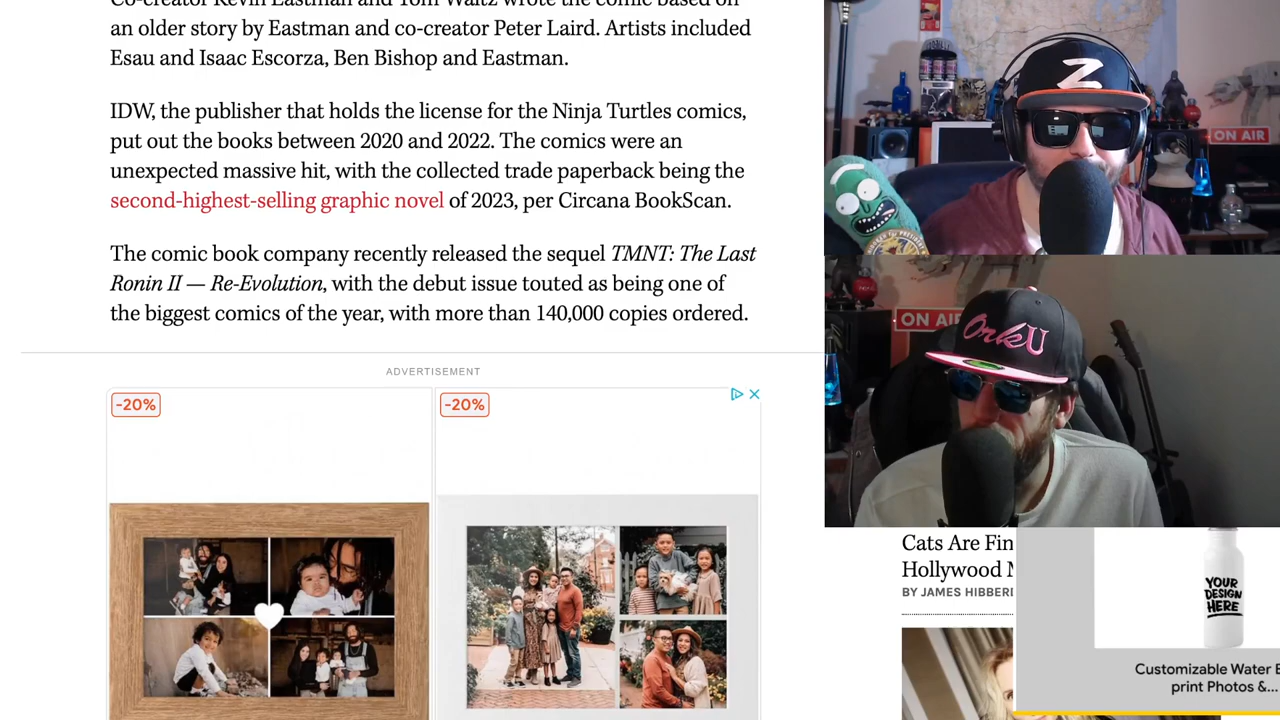 Co-creator Kevin Eastman and Tom Waltz wrote the comic based on
an older story by Eastman and co-creator Peter Laird. Artists included
Esau and Isaac Escorza, Ben Bishop and Eastman.
IDW, the publisher that holds the license for the Ninja Turtles comics,
put out the books between 2020 and 2022. The comics were an
unexpected massive hit, with the collected trade paperback being the
second-highest-selling graphic novel of 2023, per Circana BookScan.
The comic book company recently released the sequel TMNT: The Last
Ronin II — Re-Evolution, with the debut issue touted as being one of
the biggest comics of the year, with more than 140,000 copies ordered.
ADVERTISEMENT
-20%
-20%
Z
ON AIR
ON AIR
OrkU
Cats Are Fin
Hollywood
BY JAMES HIBBER
YOUR
DESIGN
HERE
Customizable Water
print Photos &...